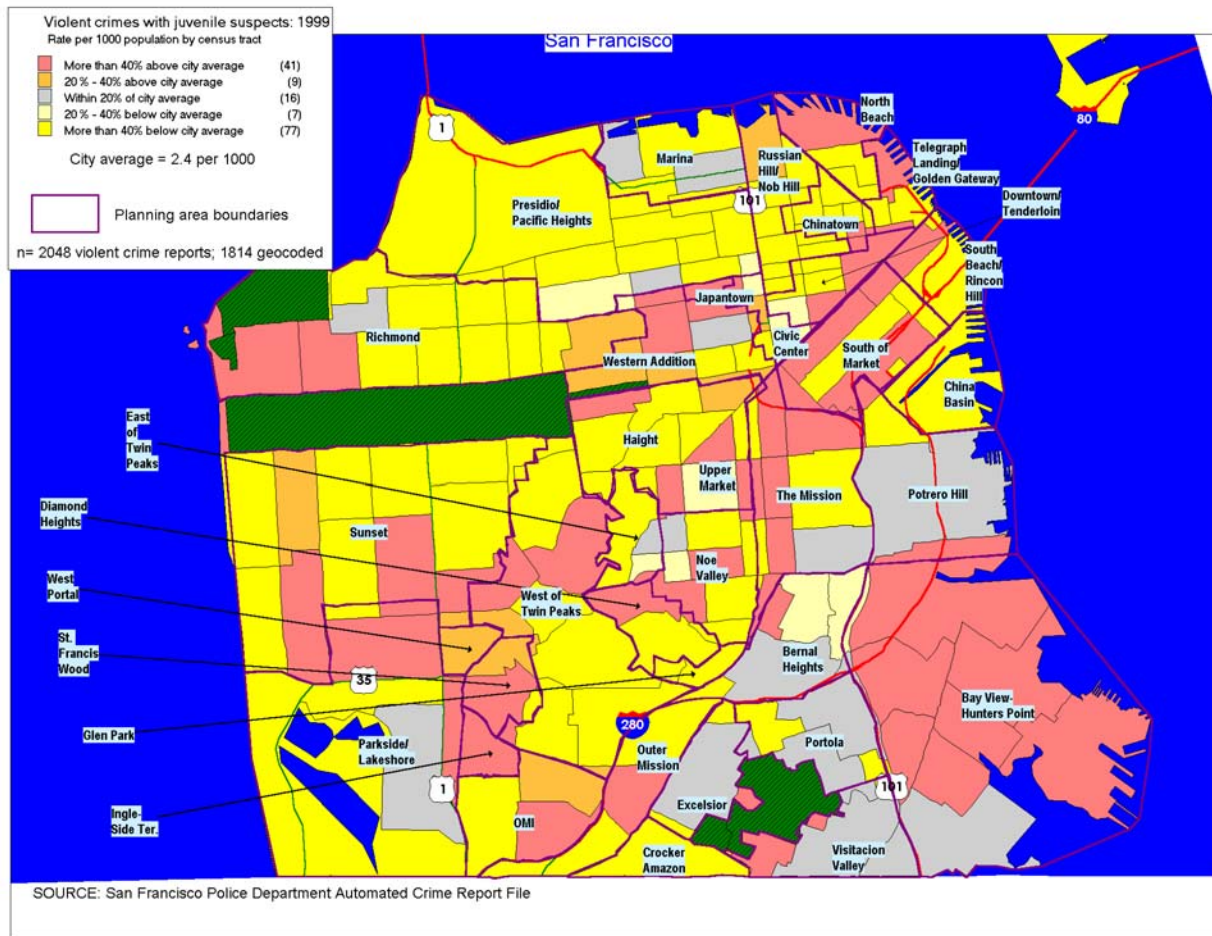 Violent crimes with juvenile suspects: 1999
Rate per 1000 population by census tract
More than 40% above city average (41)
20% - 40% above city average (9)
Within 20% of city average (16)
20% - 40% below city average (7)
More than 40% below city average (77)
City average = 2.4 per 1000
Planning area boundaries
n= 2048 violent crime reports; 1814 geocoded
San Francisco
80
1
North
Beach
Marina
Russian
Hill/
Nob Hill
Telegraph
Landing/
Golden Gateway
Downtown/
Tenderloin
101
Presidio/
Pacific Heights
Chinatown
South
Beach/
Rincon
Hill
Japantown
Richmond
Civic
Center
South of
Market
Western Addition
China
Basin
East
of
Twin
Peaks
Haight
Upper
Market
The Mission
Potrero Hill
Diamond
Heights
Sunset
Noe
Valley
West
Portal
West of
Twin Peaks
St.
Francis
Wood
Bernal
Heights
35
Bay View-
Hunters Point
Glen Park
280
Parkside/
Lakeshore
Outer
Mission
Portola
1
101
Ingle-
Side Ter.
OMI
Excelsior
Crocker
Amazon
Visitacion
Valley
SOURCE: San Francisco Police Department Automated Crime Report File